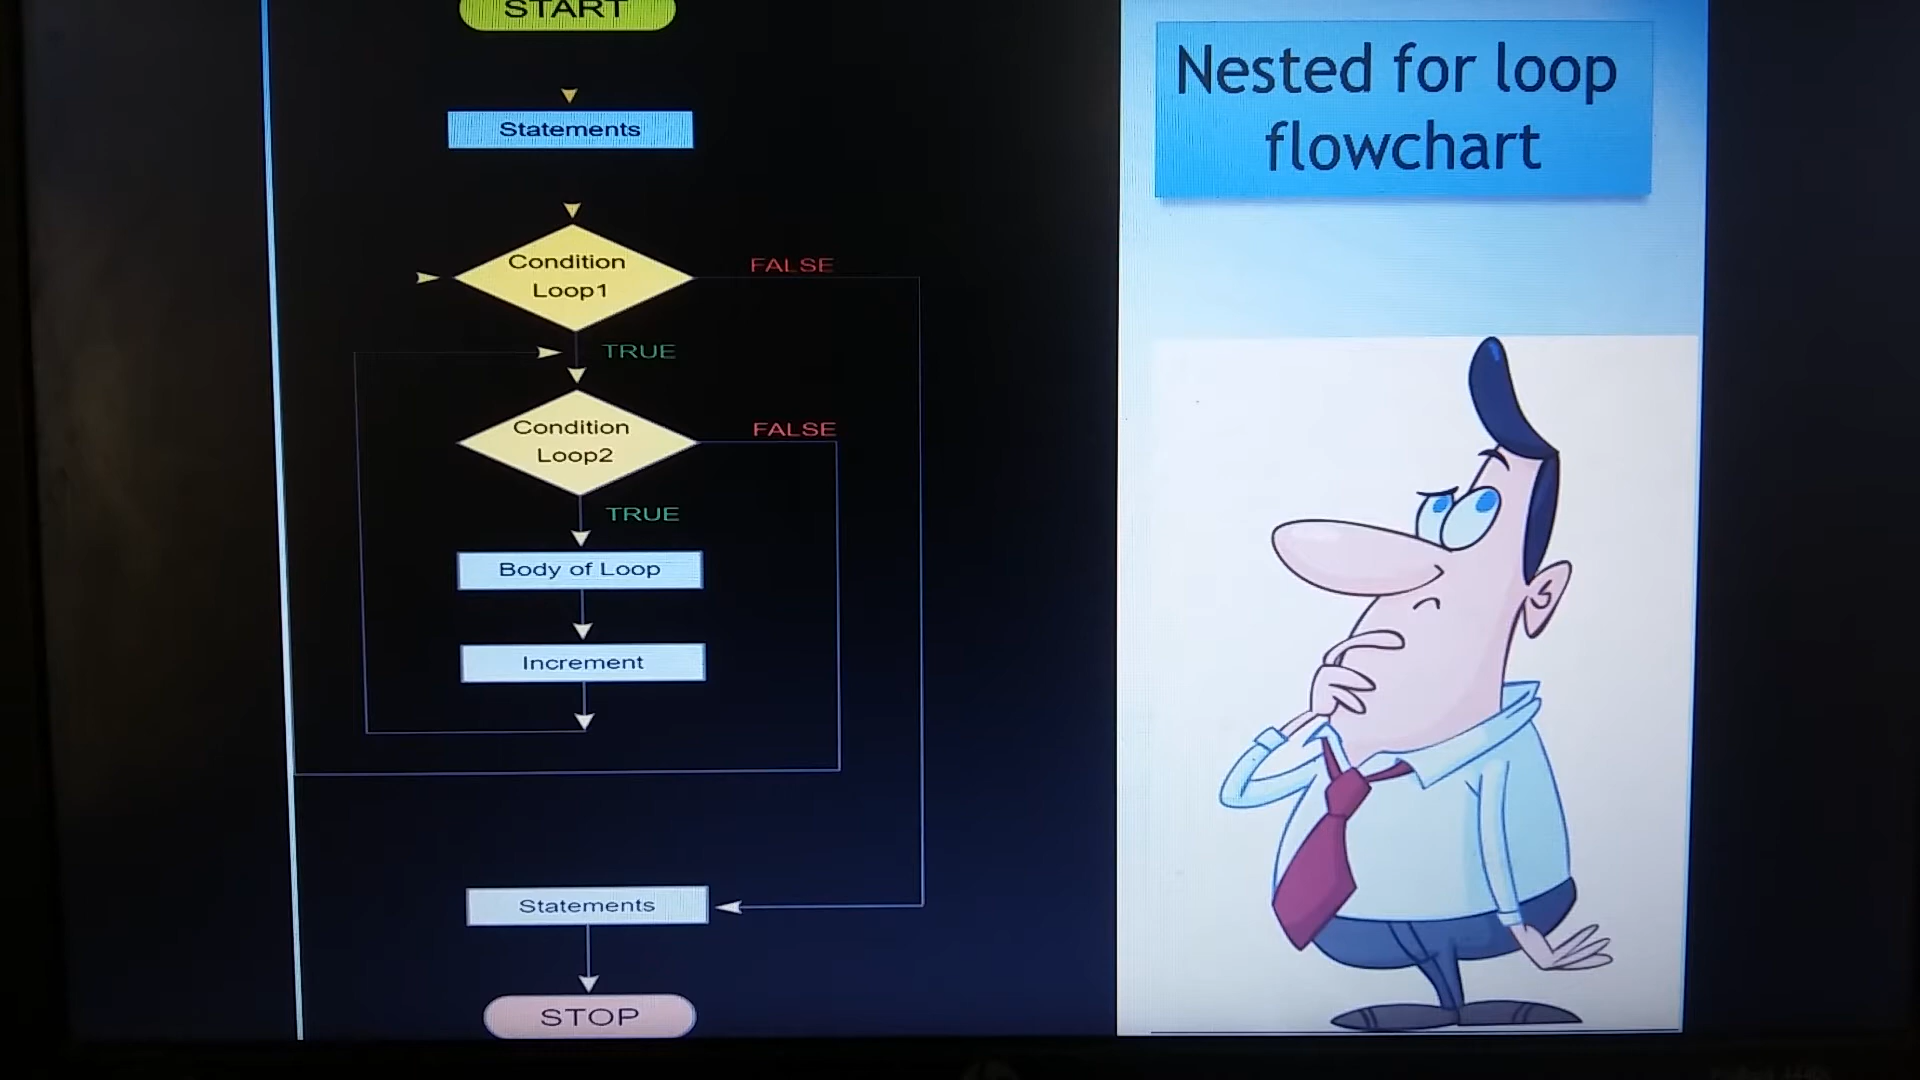 START
Statements
Condition
Loop1
FALSE
TRUE
Condition
Loop2
FALSE
TRUE
Body of Loop
Increment
Statements
STOP
Nested for loop
flowchart